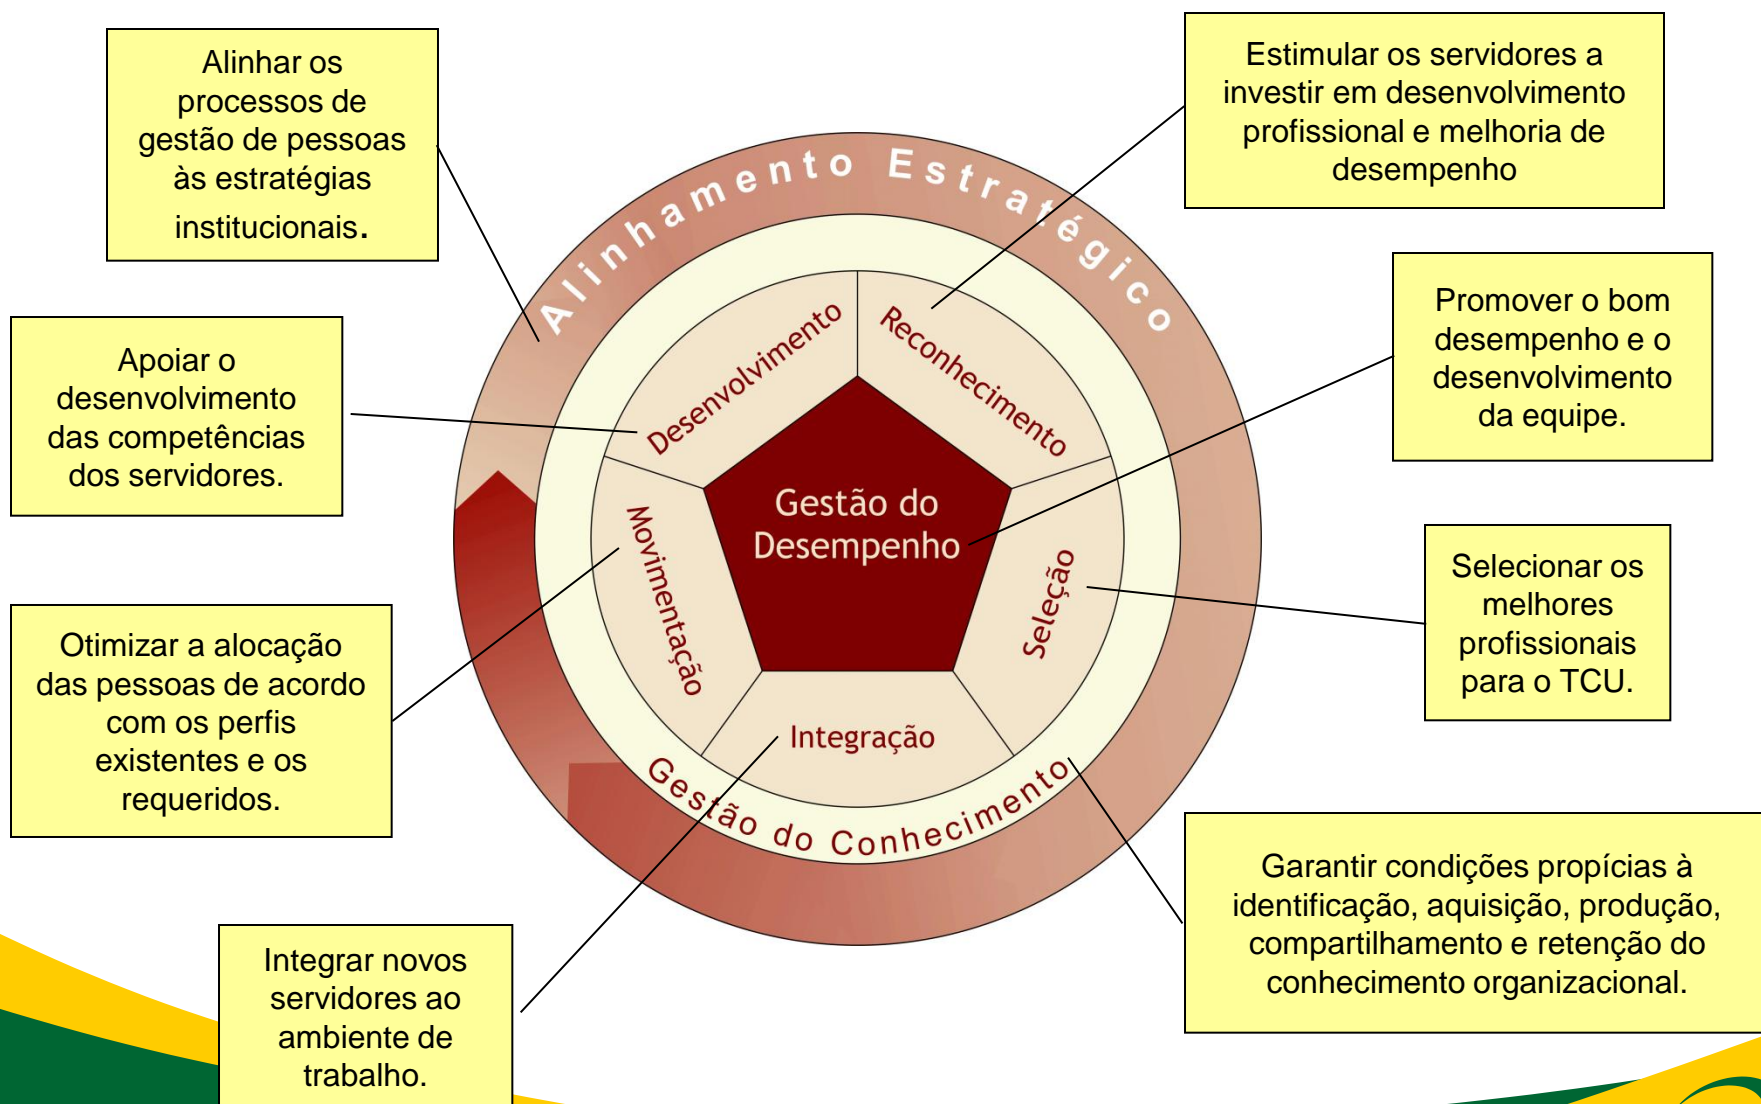 Alinhar os
processos de
gestão de pessoas
às estratégias
institucionais.
Estimular os servidores a
investir em desenvolvimento
profissional e melhoria de
desempenho
Alinhamento Estratégico
Promover o bom
desempenho e o
desenvolvimento
da equipe.
Apoiar o
desenvolvimento
das competências
dos servidores.
Desenvolvimento
Reconhecimento
Gestão do
Desempenho
Movimentação
Seleção
Integração
Gestão do Conhecimento
Selecionar os
melhores
profissionais
para o TCU.
Otimizar a alocação
das pessoas de acordo
com os perfis
existentes e os
requeridos.
Garantir condições propícias à
identificação, aquisição, produção,
compartilhamento e retenção do
conhecimento organizacional.
Integrar novos
servidores ao
ambiente de
trabalho.